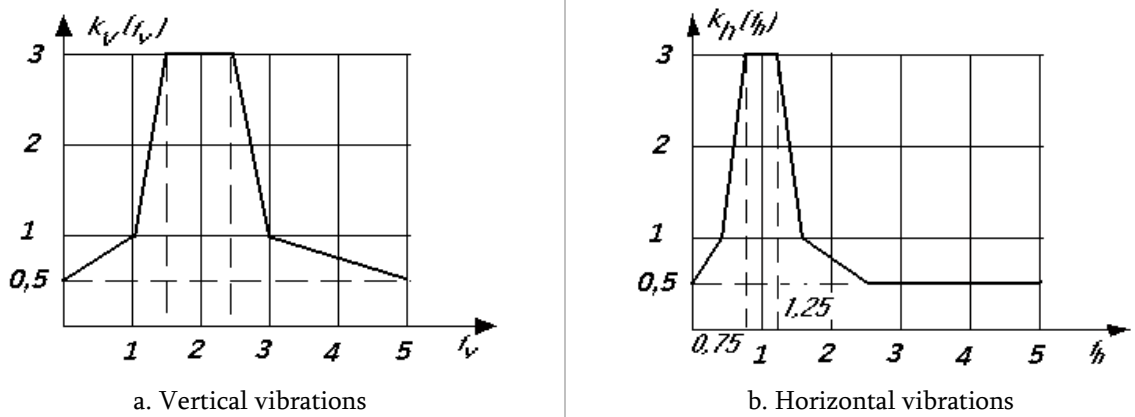 k_v(f_v)
3
2
1
0,5
1 2 3 4 5 f_v
a. Vertical vibrations
k_h(f_h)
3
2
1
0,5
1,25
0,75 1 2 3 4 5 f_h
b. Horizontal vibrations